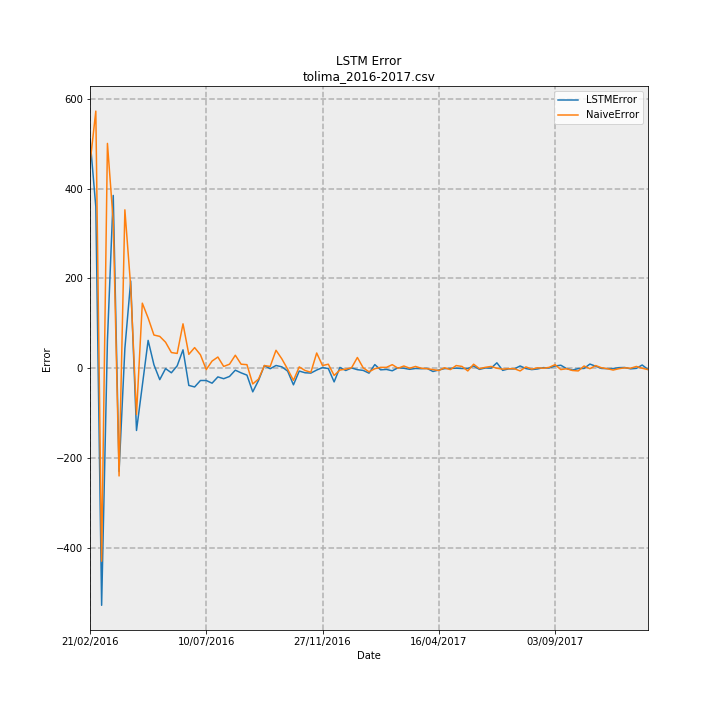 LSTM Error
tolima_2016-2017.csv
LSTMError
NaiveError
600
400
200
0
−200
−400
Error
21/02/2016
10/07/2016
27/11/2016
16/04/2017
03/09/2017
Date